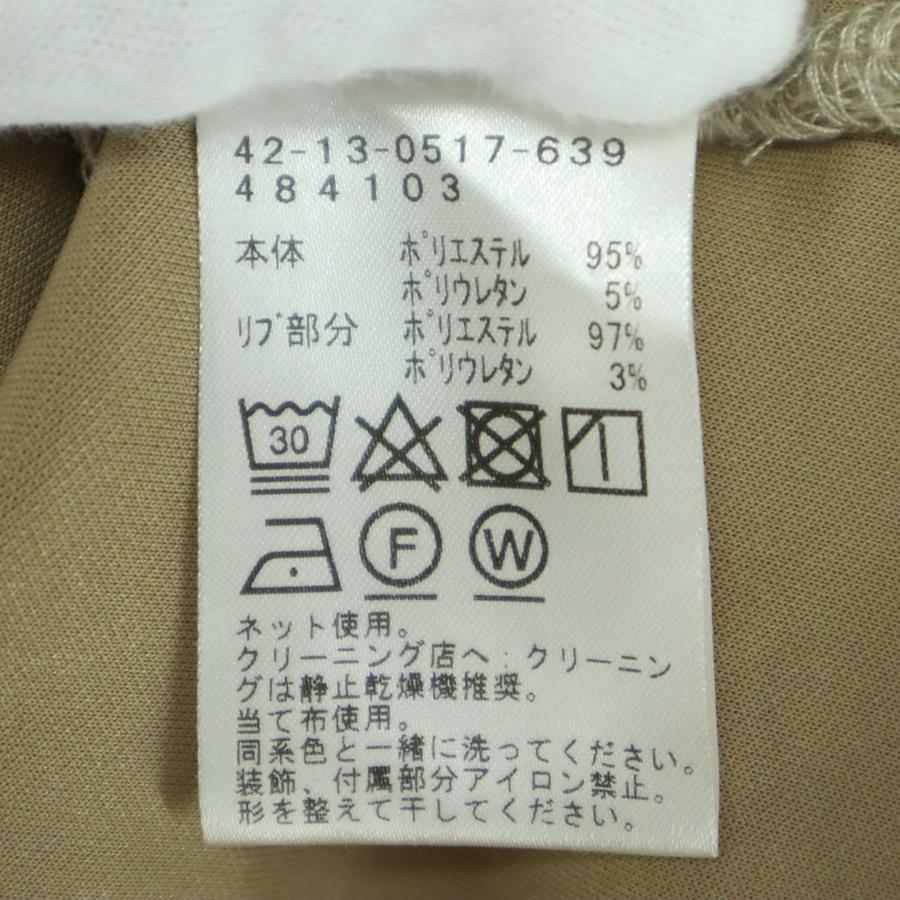 42-13-0517-639
484103
本体 ﾎﾟﾘｴｽﾃﾙ 95%
ﾎﾟﾘｳﾚﾀﾝ 5%
ﾘﾌﾞ部分 ﾎﾟﾘｴｽﾃﾙ 97%
ﾎﾟﾘｳﾚﾀﾝ 3%
30
F W
ネット使用。
クリーニング店へ:クリーニン
グは静止乾燥機推奨。
当て布使用。
同系色と一緒に洗ってください。
装飾、付属部分アイロン禁止。
形を整えて干してください。